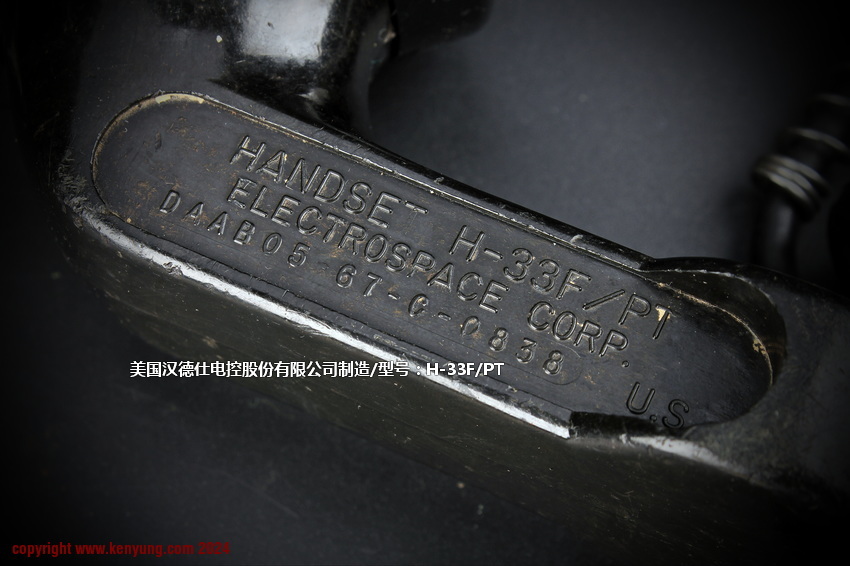 HANDSET H-33F/PT
ELECTROSPACE CORP.
DAAB05 67-C-0838
U.S
美国汉德仕电控股份有限公司制造/型号：H-33F/PT
copyright www.kenyung.com 2024